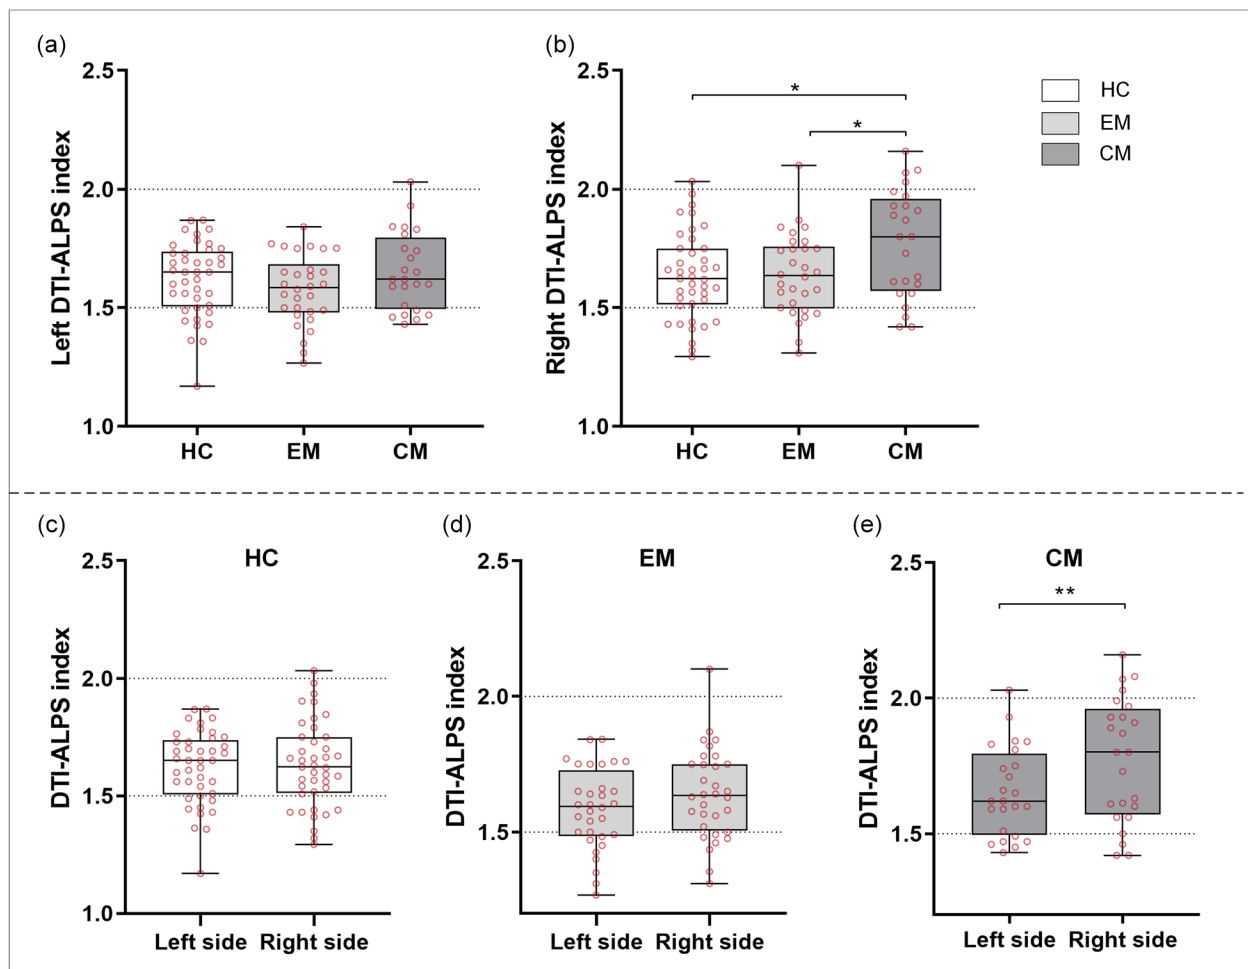 (a)
2.5
2.0
1.5
1.0
Left DTI-ALPS index
HC EM CM
(b)
2.5
2.0
1.5
1.0
Right DTI-ALPS index
*
*
HC EM CM
HC
EM
CM
(c)
HC
2.5
2.0
1.5
1.0
DTI-ALPS index
Left side Right side
(d)
EM
2.5
2.0
1.5
DTI-ALPS index
Left side Right side
(e)
CM
2.5
2.0
1.5
DTI-ALPS index
**
Left side Right side